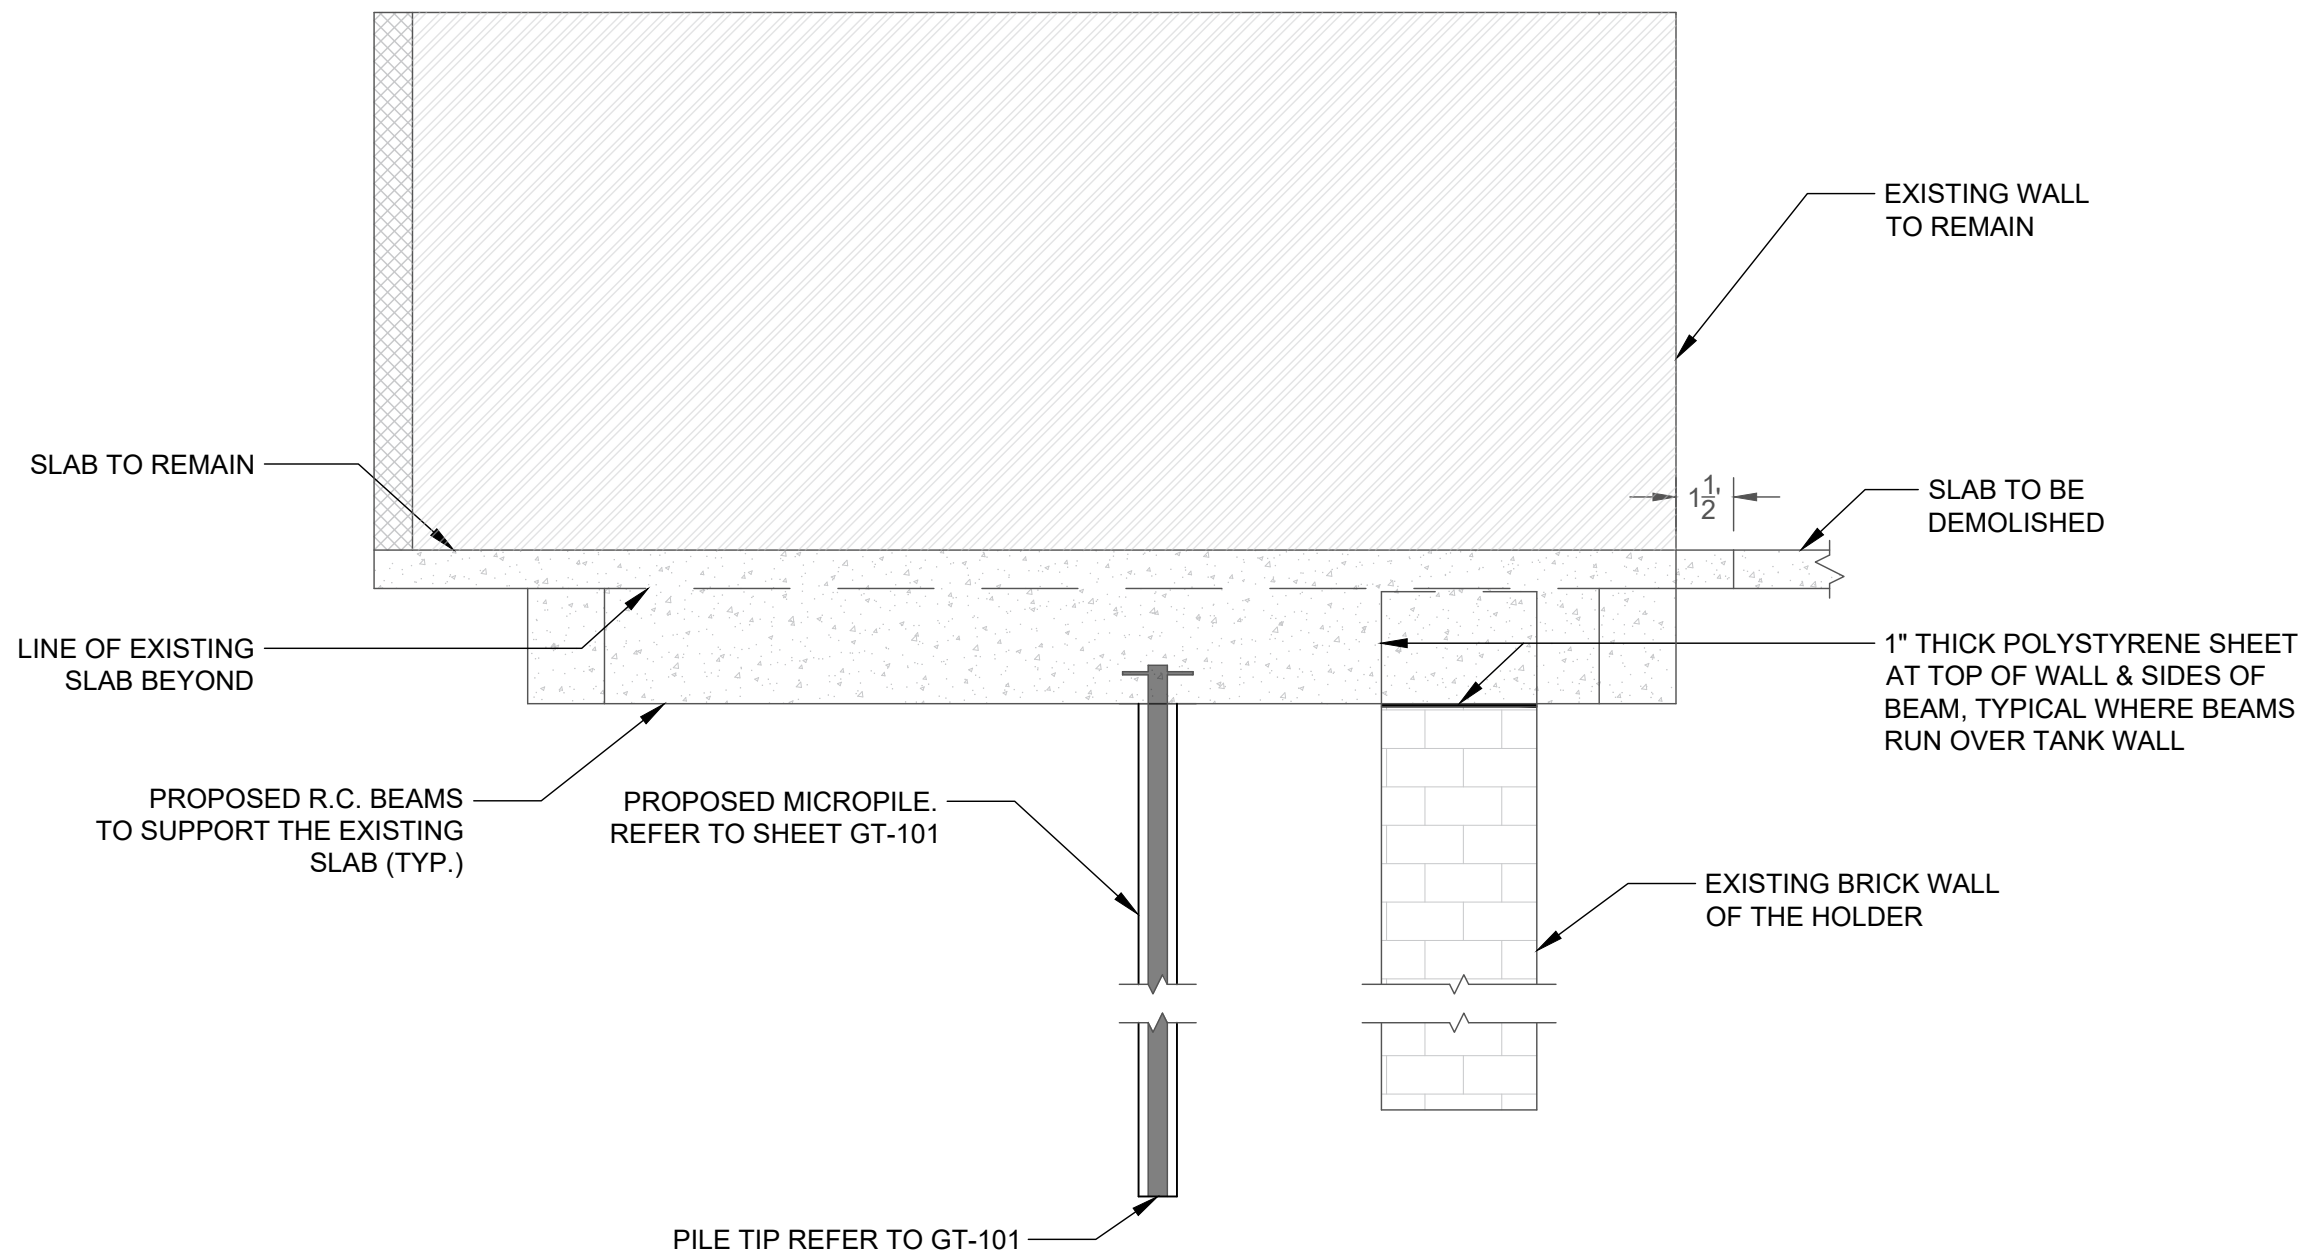 EXISTING WALL
TO REMAIN
SLAB TO REMAIN
1 1/2'
SLAB TO BE
DEMOLISHED
LINE OF EXISTING
SLAB BEYOND
1" THICK POLYSTYRENE SHEET
AT TOP OF WALL & SIDES OF
BEAM, TYPICAL WHERE BEAMS
RUN OVER TANK WALL
PROPOSED R.C. BEAMS
TO SUPPORT THE EXISTING
SLAB (TYP.)
PROPOSED MICROPILE.
REFER TO SHEET GT-101
EXISTING BRICK WALL
OF THE HOLDER
PILE TIP REFER TO GT-101